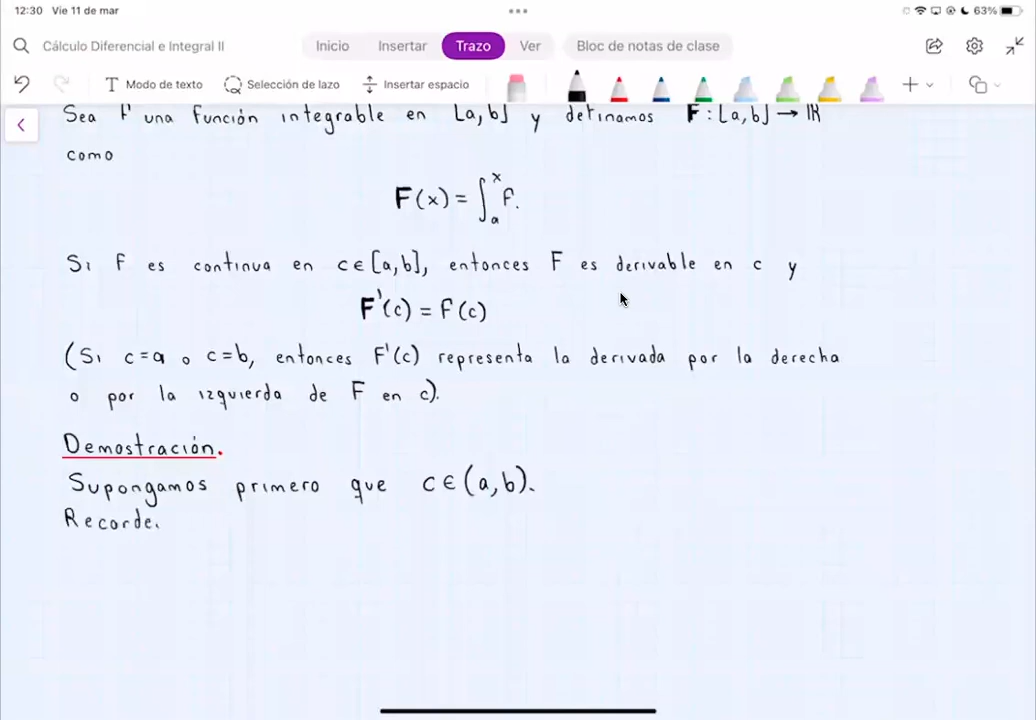 12:30 Vie 11 de mar
63%
Cálculo Diferencial e Integral II
Inicio Insertar Trazo Ver Bloc de notas de clase
Modo de texto Selección de lazo Insertar espacio
Sea f una función integrable en [a,b] y definamos F:[a,b]→ℝ
como
F(x) = ∫ₐˣ f.
Si f es continua en c∈[a,b], entonces F es derivable en c y
F'(c) = f(c)
(Si c=a o c=b, entonces F'(c) representa la derivada por la derecha
o por la izquierda de F en c).
Demostración.
Supongamos primero que c∈(a,b).
Recorde